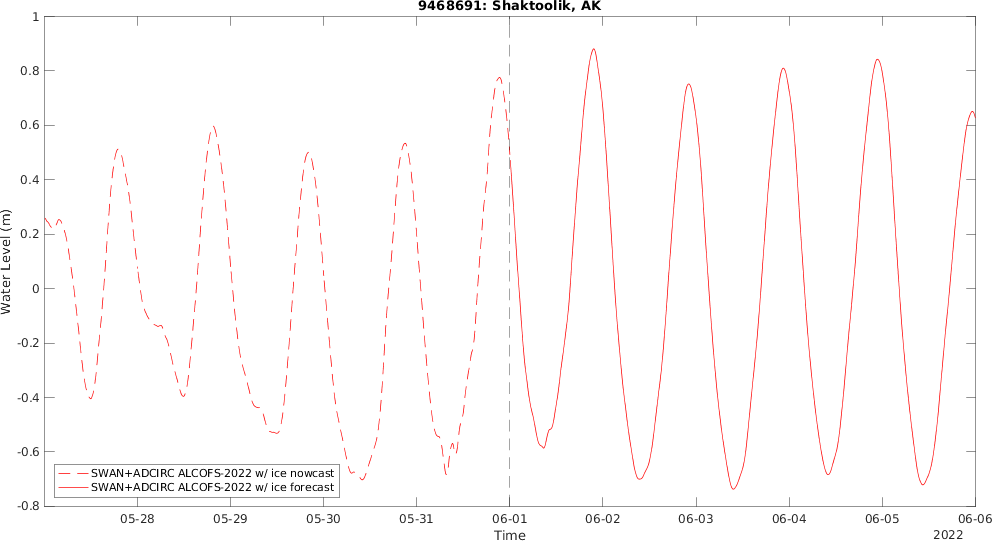 9468691: Shaktoolik, AK
1
0.8
0.6
0.4
0.2
0
-0.2
-0.4
-0.6
-0.8
Water Level (m)
SWAN+ADCIRC ALCOFS-2022 w/ ice nowcast
SWAN+ADCIRC ALCOFS-2022 w/ ice forecast
05-28 05-29 05-30 05-31 06-01 06-02 06-03 06-04 06-05 06-06
Time
2022